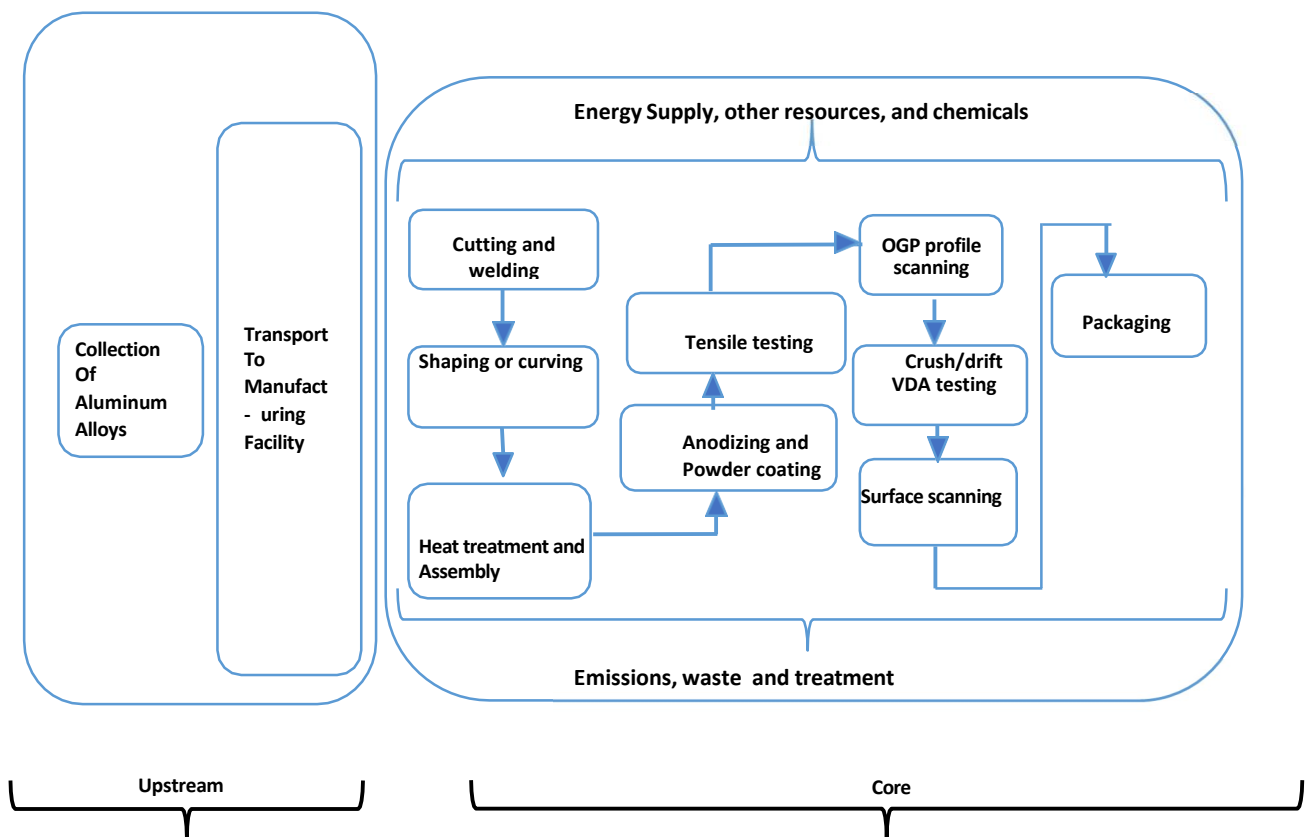 Energy Supply, other resources, and chemicals
Collection
Of
Aluminum
Alloys
Transport
To
Manufact
- uring
Facility
Cutting and
welding
Shaping or curving
Heat treatment and
Assembly
Anodizing and
Powder coating
Tensile testing
OGP profile
scanning
Crush/drift
VDA testing
Surface scanning
Packaging
Emissions, waste and treatment
Upstream
Core